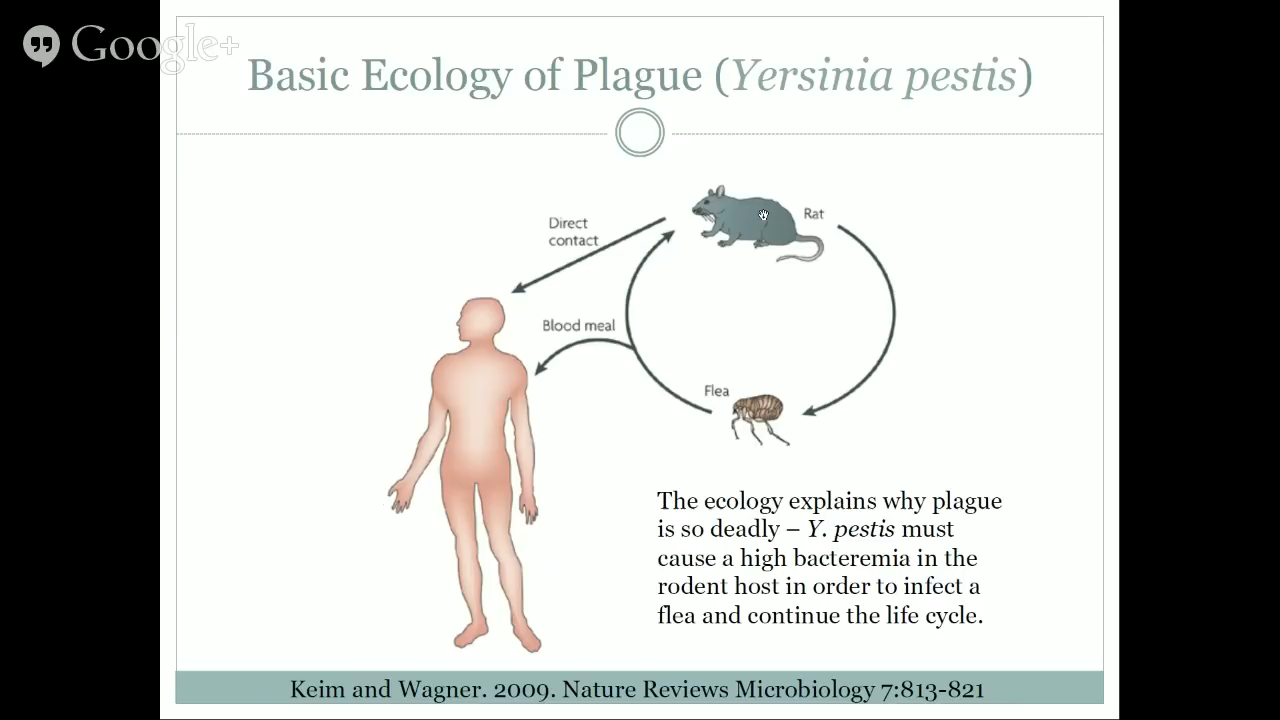 Google+
Basic Ecology of Plague (Yersinia pestis)
Rat
Direct
contact
Blood meal
Flea
The ecology explains why plague
is so deadly – Y. pestis must
cause a high bacteremia in the
rodent host in order to infect a
flea and continue the life cycle.
Keim and Wagner. 2009. Nature Reviews Microbiology 7:813-821